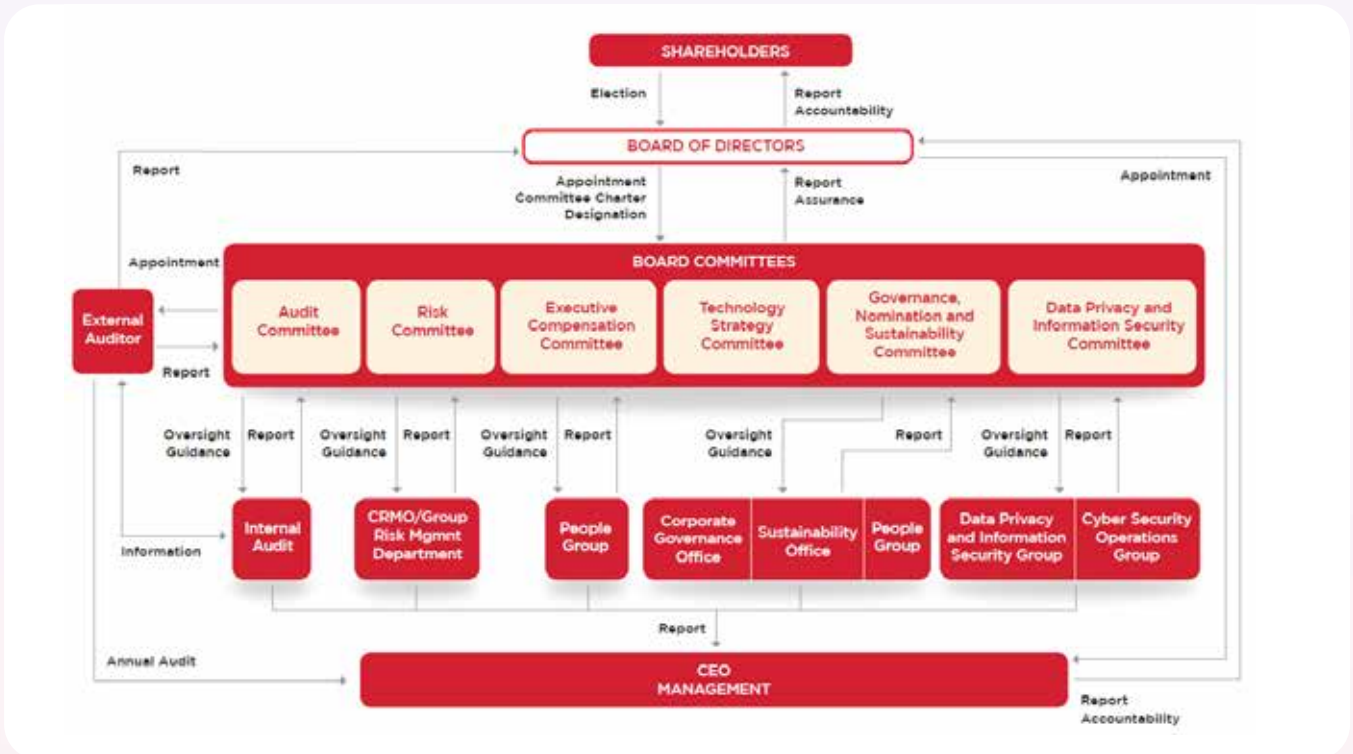 SHAREHOLDERS
Election
Report
Accountability
BOARD OF DIRECTORS
Report
Appointment
Committee Charter
Designation
Report
Assurance
Appointment
Appointment
BOARD COMMITTEES
External
Auditor
Audit
Committee
Risk
Committee
Executive
Compensation
Committee
Technology
Strategy
Committee
Governance,
Nomination and
Sustainability
Committee
Data Privacy and
Information Security
Committee
Report
Oversight
Guidance
Report
Oversight
Guidance
Report
Oversight
Guidance
Report
Oversight
Guidance
Report
Oversight
Guidance
Report
Information
Internal
Audit
CRMO/Group
Risk Mgmnt
Department
People
Group
Corporate
Governance
Office
Sustainability
Office
People
Group
Data Privacy
and Information
Security Group
Cyber Security
Operations
Group
Report
Annual Audit
CEO
MANAGEMENT
Report
Accountability